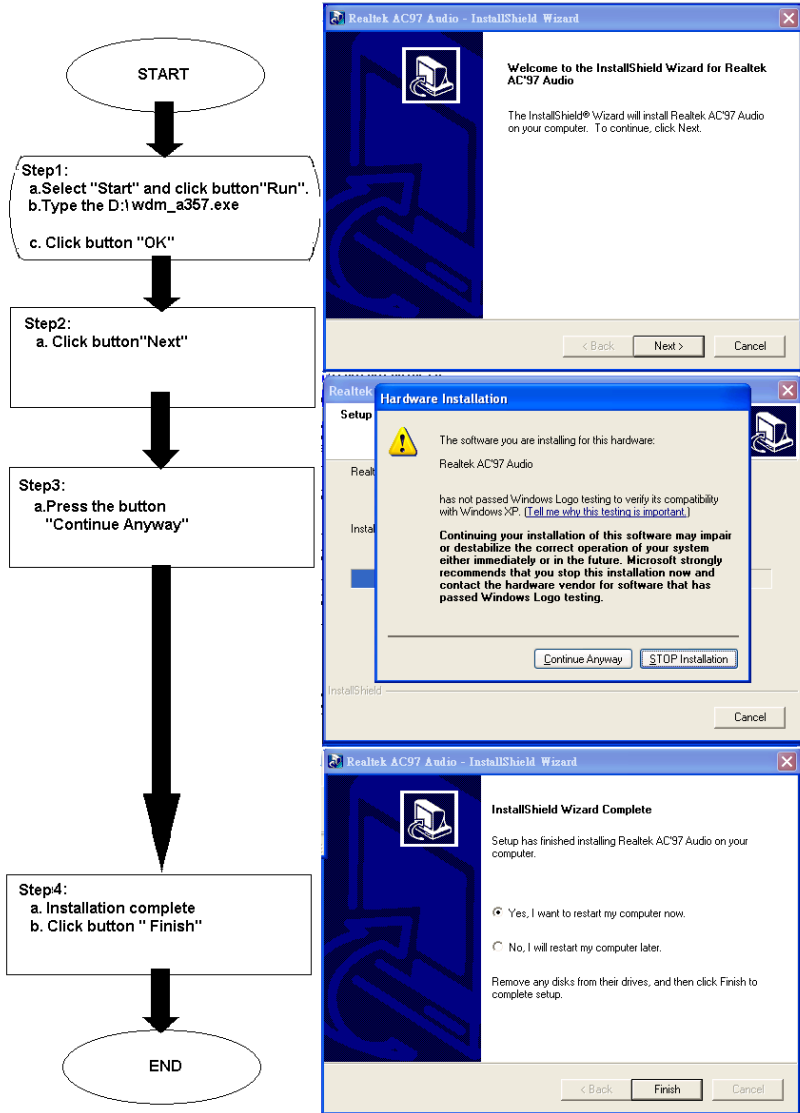 START
Step1:
a.Select "Start" and click button"Run".
b.Type the D:\ wdm_a357.exe
c. Click button "OK"
Step2:
a. Click button"Next"
Step3:
a.Press the button
"Continue Anyway"
Step4:
a. Installation complete
b. Click button " Finish"
END
Realtek AC97 Audio - InstallShield Wizard
Welcome to the InstallShield Wizard for Realtek
AC'97 Audio
The InstallShield® Wizard will install Realtek AC'97 Audio
on your computer. To continue, click Next.
< Back
Next >
Cancel
Realtek
Setup
Realt
Instal
Hardware Installation
The software you are installing for this hardware:
Realtek AC'97 Audio
has not passed Windows Logo testing to verify its compatibility
with Windows XP. (Tell me why this testing is important.)
Continuing your installation of this software may impair
or destabilize the correct operation of your system
either immediately or in the future. Microsoft strongly
recommends that you stop this installation now and
contact the hardware vendor for software that has
passed Windows Logo testing.
Continue Anyway
STOP Installation
InstallShield
Cancel
Realtek AC97 Audio - InstallShield Wizard
InstallShield Wizard Complete
Setup has finished installing Realtek AC'97 Audio on your
computer.
Yes, I want to restart my computer now.
No, I will restart my computer later.
Remove any disks from their drives, and then click Finish to
complete setup.
< Back
Finish
Cancel